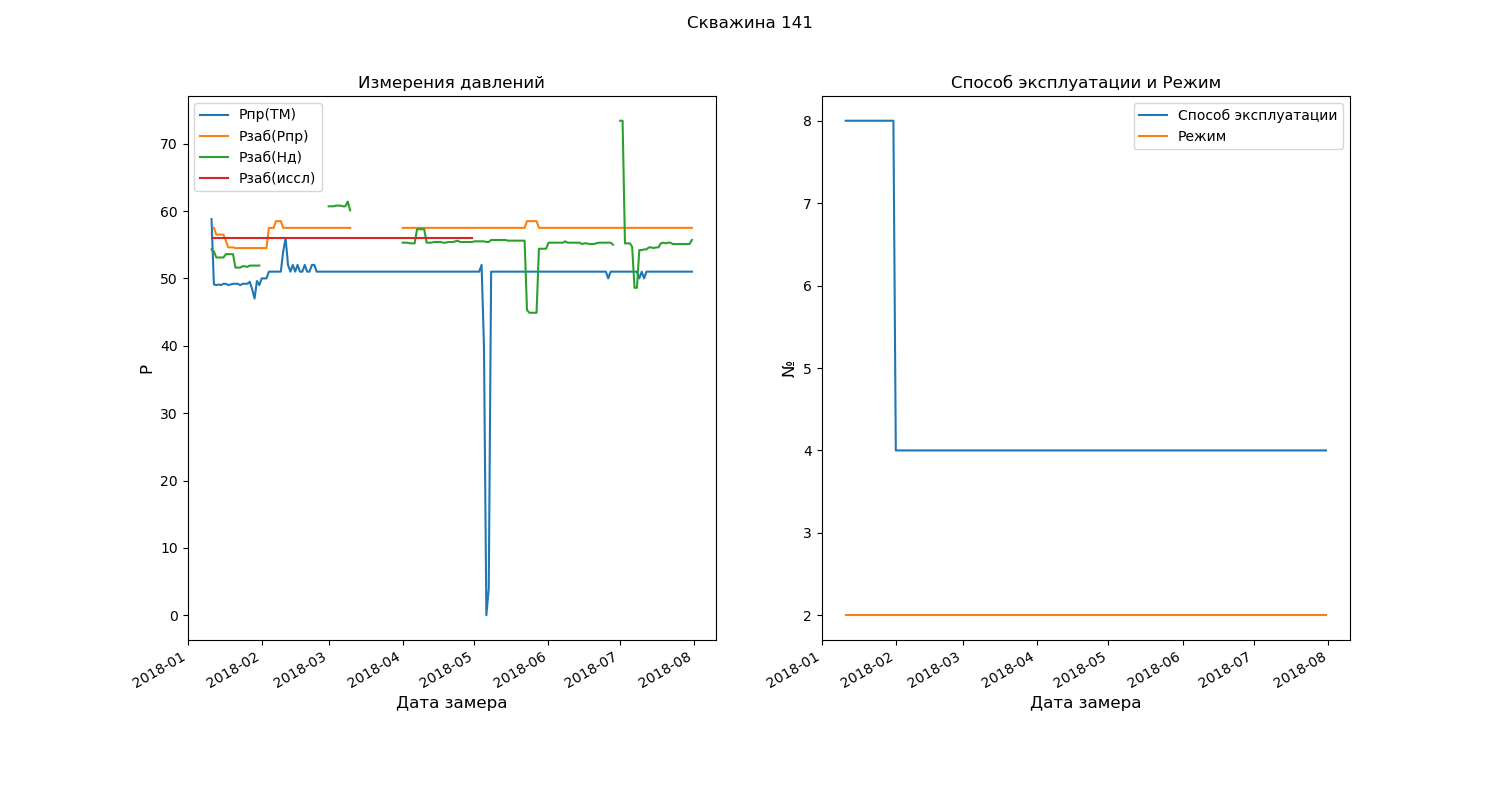 Скважина 141
Измерения давлений
Рпр(ТМ)
Рзаб(Рпр)
Рзаб(Нд)
Рзаб(иссл)
70
60
50
40
30
20
10
0
Р
2018-01
2018-02
2018-03
2018-04
2018-05
2018-06
2018-07
2018-08
Дата замера
Способ эксплуатации и Режим
Способ эксплуатации
Режим
8
7
6
5
4
3
2
№
2018-01
2018-02
2018-03
2018-04
2018-05
2018-06
2018-07
2018-08
Дата замера